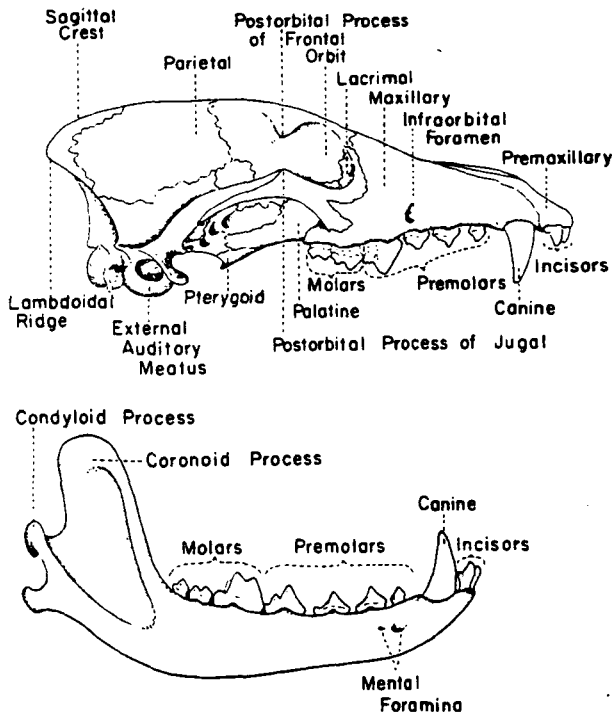 Sagittal
Crest
Postorbital Process
of Frontal
Parietal
Orbit
Lacrimal
Maxillary
Infraorbital
Foramen
Premaxillary
Incisors
Molars
Premolars
Canine
Lambdoidal
Ridge
Pterygoid
External
Auditory
Meatus
Palatine
Postorbital Process of Jugal
Condyloid Process
Coronoid Process
Canine
Molars
Premolars
Incisors
Mental
Foramina